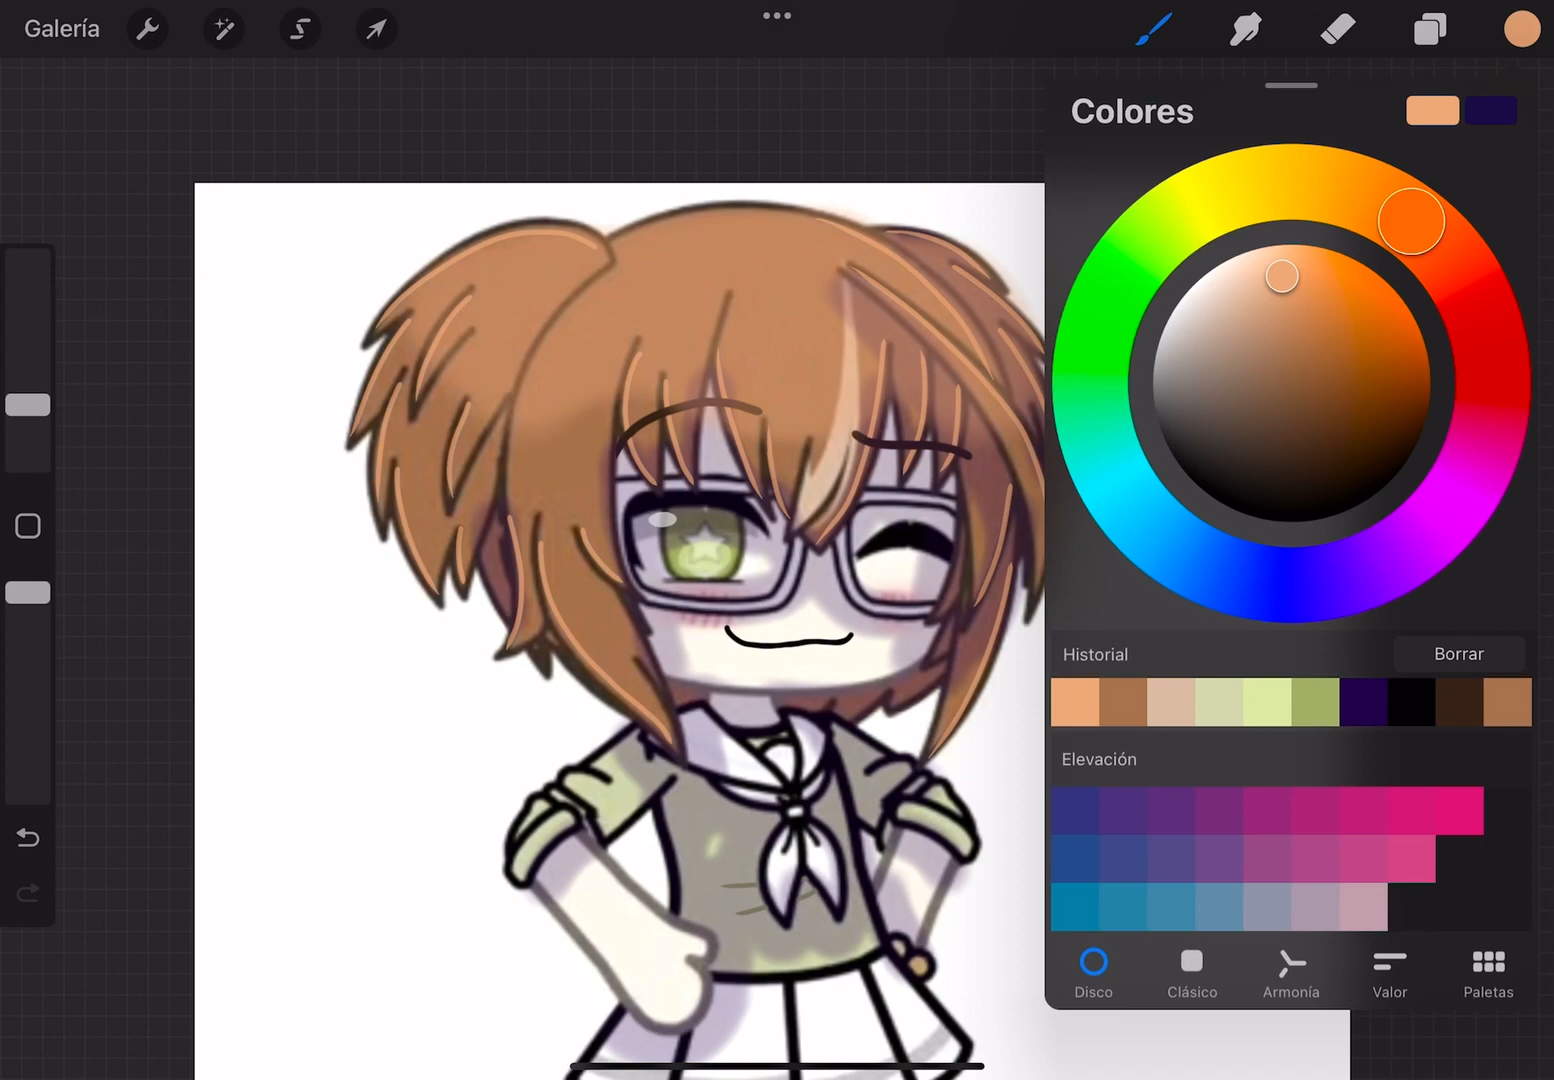 Galería
Colores
Historial
Borrar
Elevación
Disco
Clásico
Armonía
Valor
Paletas